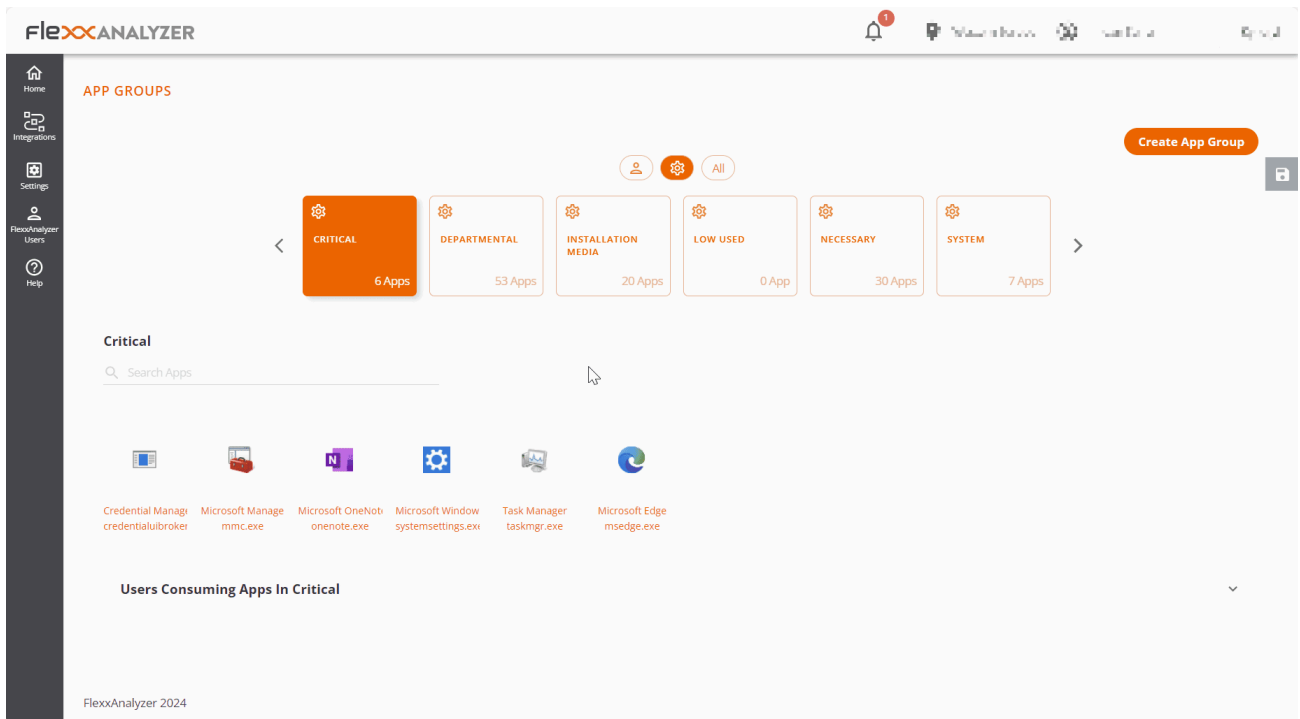 FlexxANALYZER
1
Home
Integrations
Settings
FlexxAnalyzer
Users
Help
APP GROUPS
Create App Group
All
CRITICAL
6 Apps
DEPARTMENTAL
53 Apps
INSTALLATION
MEDIA
20 Apps
LOW USED
0 App
NECESSARY
30 Apps
SYSTEM
7 Apps
Critical
Search Apps
N
Credential Manag
credentialuibroker
Microsoft Manage
mmc.exe
Microsoft OneNot
onenote.exe
Microsoft Window
systemsettings.exe
Task Manager
taskmgr.exe
Microsoft Edge
msedge.exe
Users Consuming Apps In Critical
FlexxAnalyzer 2024